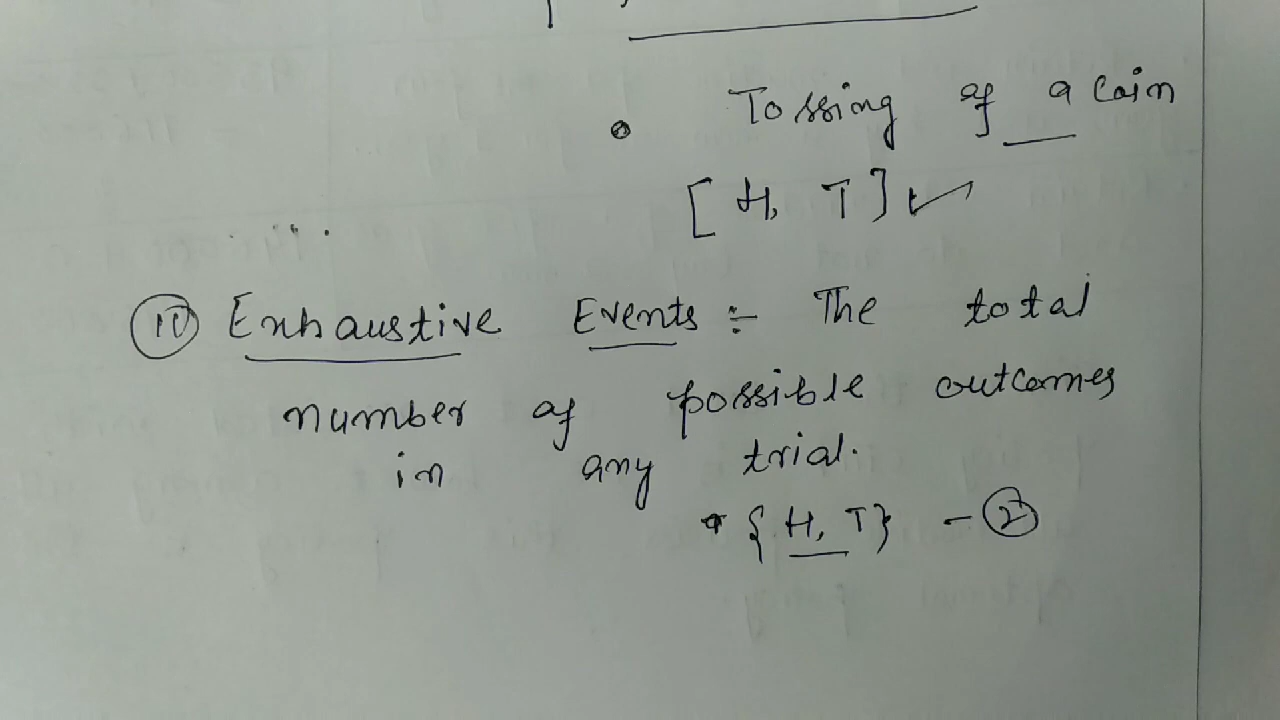 Tossing of a Coin
[H, T]
(ii) Exhaustive Events :- The total
number of possible outcomes
in any trial.
{H, T} - 2